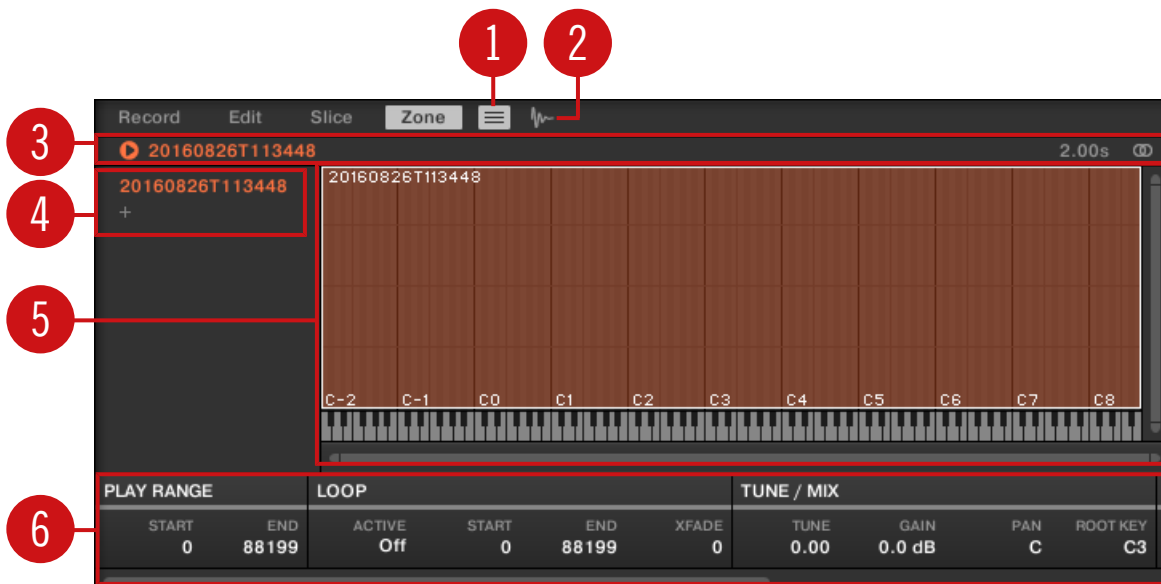 1 2
Record Edit Slice Zone
3
20160826T113448 2.00s
4
20160826T113448
+
20160826T113448
5
C-2 C-1 C0 C1 C2 C3 C4 C5 C6 C7 C8
6
PLAY RANGE LOOP TUNE / MIX
START END ACTIVE START END XFADE TUNE GAIN PAN ROOT KEY
0 88199 Off 0 88199 0 0.00 0.0 dB C C3